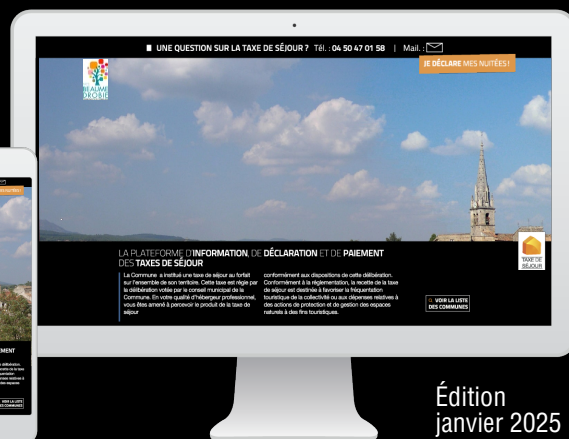 ■ UNE QUESTION SUR LA TAXE DE SÉJOUR ? Tél. : 04 50 47 01 58 | Mail. :
JE DÉCLARE MES NUITÉES !
BEAUME
DROBIE
LA PLATEFORME D'INFORMATION, DE DÉCLARATION ET DE PAIEMENT
DES TAXES DE SÉJOUR
La Commune a institué une taxe de séjour au forfait
sur l'ensemble de son territoire. Cette taxe est régie par
la délibération votée par le conseil municipal de la
Commune. En votre qualité d'hébergeur professionnel,
vous êtes amené à percevoir le produit de la taxe de
séjour
conformément aux dispositions de cette délibération.
Conformément à la réglementation, la recette de la taxe
de séjour est destinée à favoriser la fréquentation
touristique de la collectivité ou aux dépenses relatives à
des actions de protection et de gestion des espaces
naturels à des fins touristiques.
TAXE DE
SÉJOUR
VOIR LA LISTE
DES COMMUNES
Édition
janvier 2025